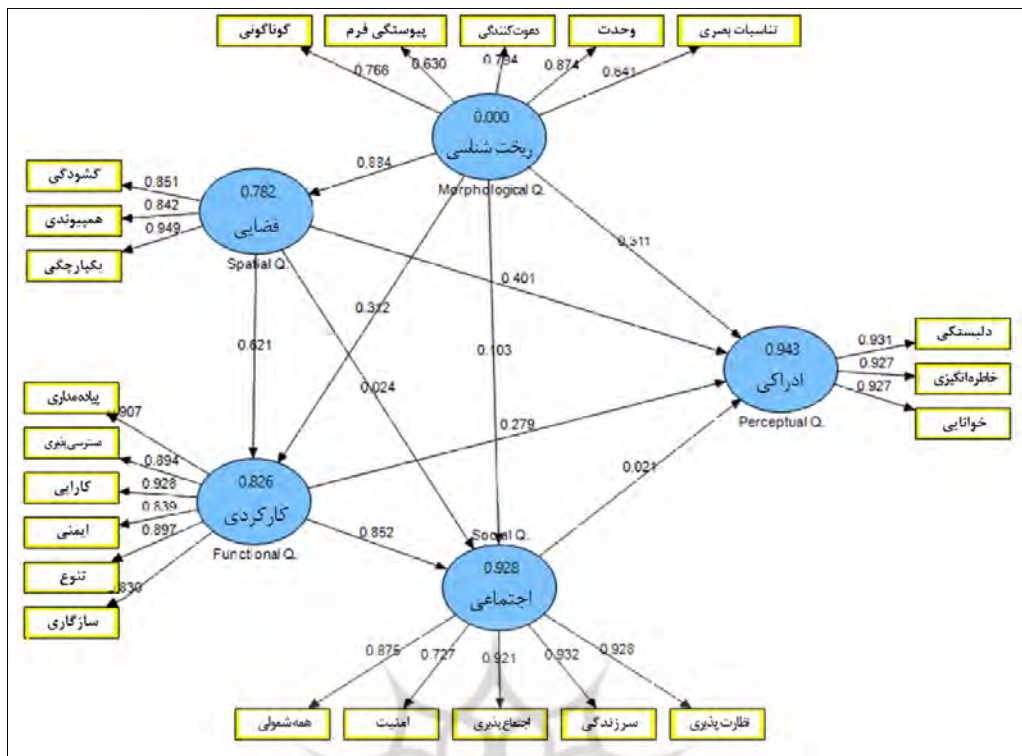 گوناگونی
پیوستگی فرم
دعوت‌کنندگی
وحدت
تناسبات بصری
0.766
0.630
0.874
0.841
0.000
ریخت شناسی
Morphological Q.
0.884
گشودگی
همپیوندی
یکپارچگی
0.851
0.842
0.949
0.782
فضایی
Spatial Q.
0.311
0.401
0.312
0.103
0.621
0.024
0.943
ادراکی
Perceptual Q.
0.931
0.927
0.927
دلبستگی
خاطره‌انگیزی
خوانایی
پیاده‌مداری
دسترسی‌پذیری
کارایی
ایمنی
تنوع
سازگاری
0.907
0.894
0.928
0.839
0.897
0.830
0.826
کارکردی
Functional Q.
0.279
0.021
0.852
Social Q.
0.928
اجتماعی
0.875
0.727
0.921
0.932
0.928
همه‌شمولی
امنیت
اجتماع‌پذیری
سرزندگی
نظارت‌پذیری